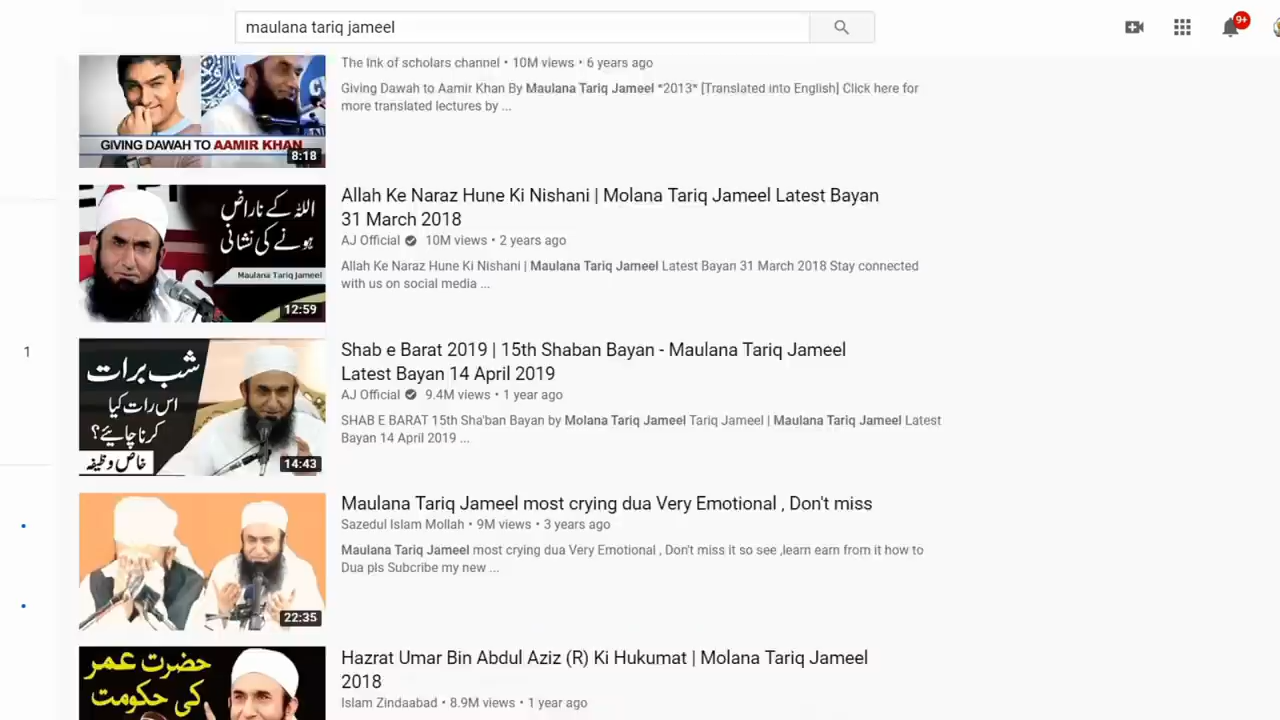 maulana tariq jameel
9+
The Ink of scholars channel • 10M views • 6 years ago
Giving Dawah to Aamir Khan By Maulana Tariq Jameel *2013* [Translated into English] Click here for
more translated lectures by ...
GIVING DAWAH TO AAMIR KHAN
8:18
Allah Ke Naraz Hune Ki Nishani | Molana Tariq Jameel Latest Bayan
31 March 2018
AJ Official 10M views • 2 years ago
Allah Ke Naraz Hune Ki Nishani | Maulana Tariq Jameel Latest Bayan 31 March 2018 Stay connected
with us on social media ...
اللہ کے ناراض
ہونے کی نشانی
Maulana Tariq Jameel
12:59
1
Shab e Barat 2019 | 15th Shaban Bayan - Maulana Tariq Jameel
Latest Bayan 14 April 2019
AJ Official 9.4M views • 1 year ago
SHAB E BARAT 15th Sha'ban Bayan by Molana Tariq Jameel Tariq Jameel | Maulana Tariq Jameel Latest
Bayan 14 April 2019 ...
شب برات
اس رات کیا
کرنا چاہیئے؟
خاص وظیفہ
14:43
Maulana Tariq Jameel most crying dua Very Emotional , Don't miss
Sazedul Islam Mollah • 9M views • 3 years ago
Maulana Tariq Jameel most crying dua Very Emotional , Don't miss it so see ,learn earn from it how to
Dua pls Subcribe my new ...
22:35
Hazrat Umar Bin Abdul Aziz (R) Ki Hukumat | Molana Tariq Jameel
2018
Islam Zindaabad • 8.9M views • 1 year ago
حضرت عمر
کی حکومت